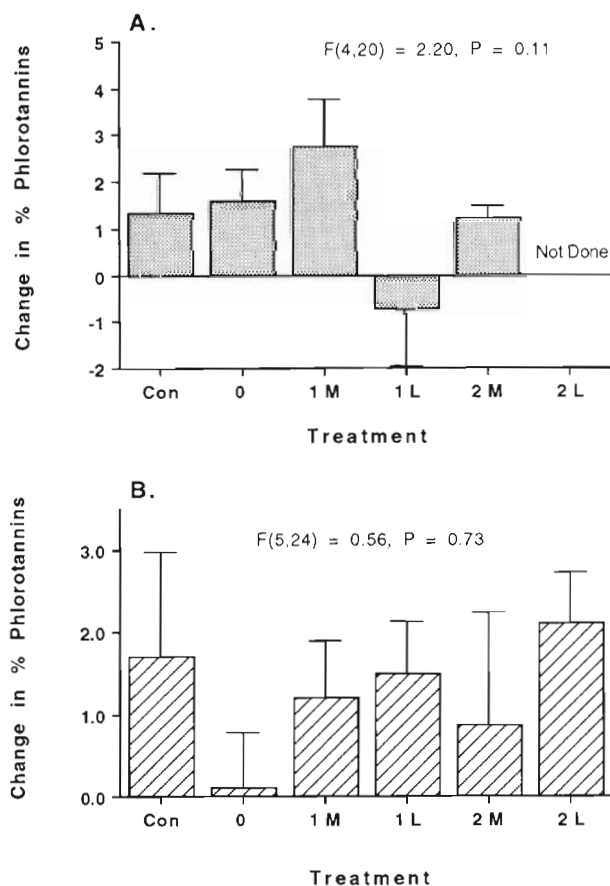 A.
F(4,20) = 2.20, P = 0.11
Change in % Phlorotannins
5
4
3
2
1
0
-1
-2
Not Done
Con 0 1 M 1 L 2 M 2 L
Treatment
B.
F(5,24) = 0.56, P = 0.73
Change in % Phlorotannins
3.0
2.0
1.0
0.0
Con 0 1 M 1 L 2 M 2 L
Treatment